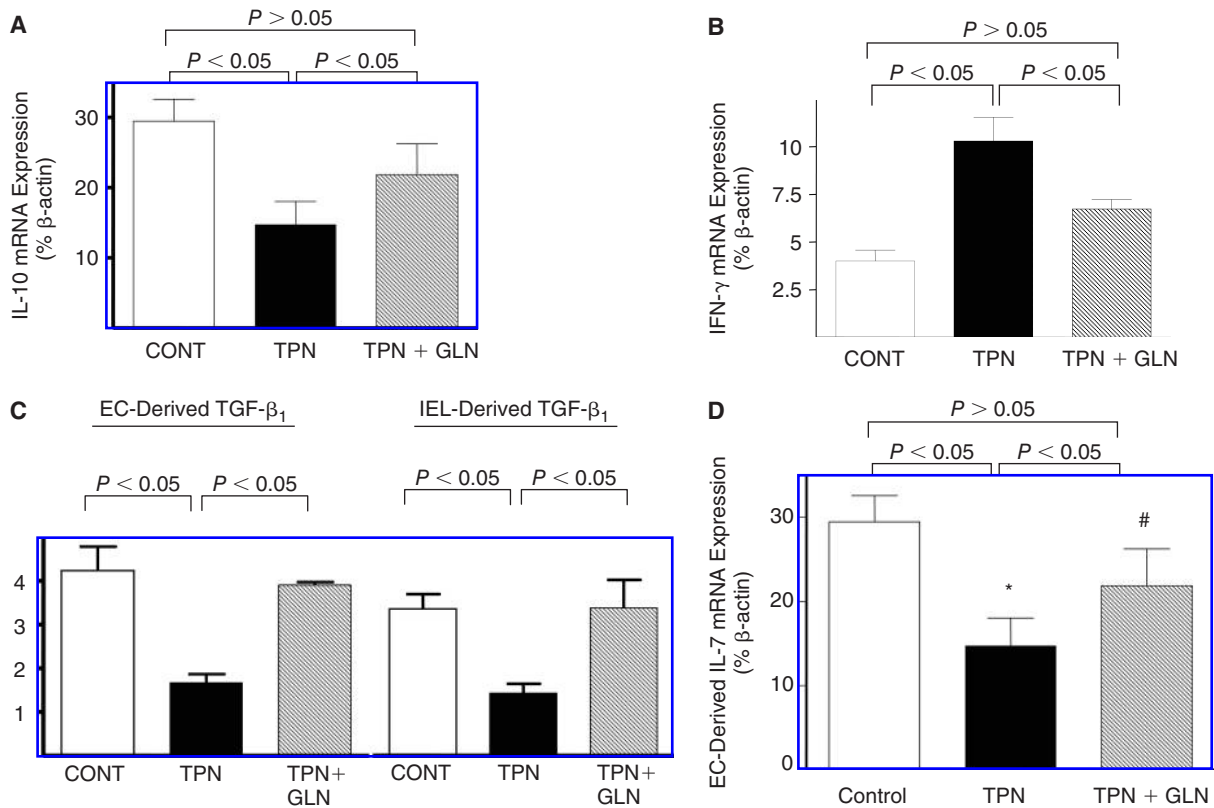 A
P > 0.05
P < 0.05
P < 0.05
IL-10 mRNA Expression
(% β-actin)
30
20
10
CONT
TPN
TPN + GLN
B
P > 0.05
P < 0.05
P < 0.05
IFN-γ mRNA Expression
(% β-actin)
10
7.5
5
2.5
CONT
TPN
TPN + GLN
C
EC-Derived TGF-β₁
IEL-Derived TGF-β₁
P < 0.05
P < 0.05
P < 0.05
P < 0.05
4
3
2
1
CONT
TPN
TPN+
GLN
CONT
TPN
TPN+
GLN
D
P > 0.05
P < 0.05
P < 0.05
EC-Derived IL-7 mRNA Expression
(% β-actin)
30
20
10
0
*
#
Control
TPN
TPN + GLN